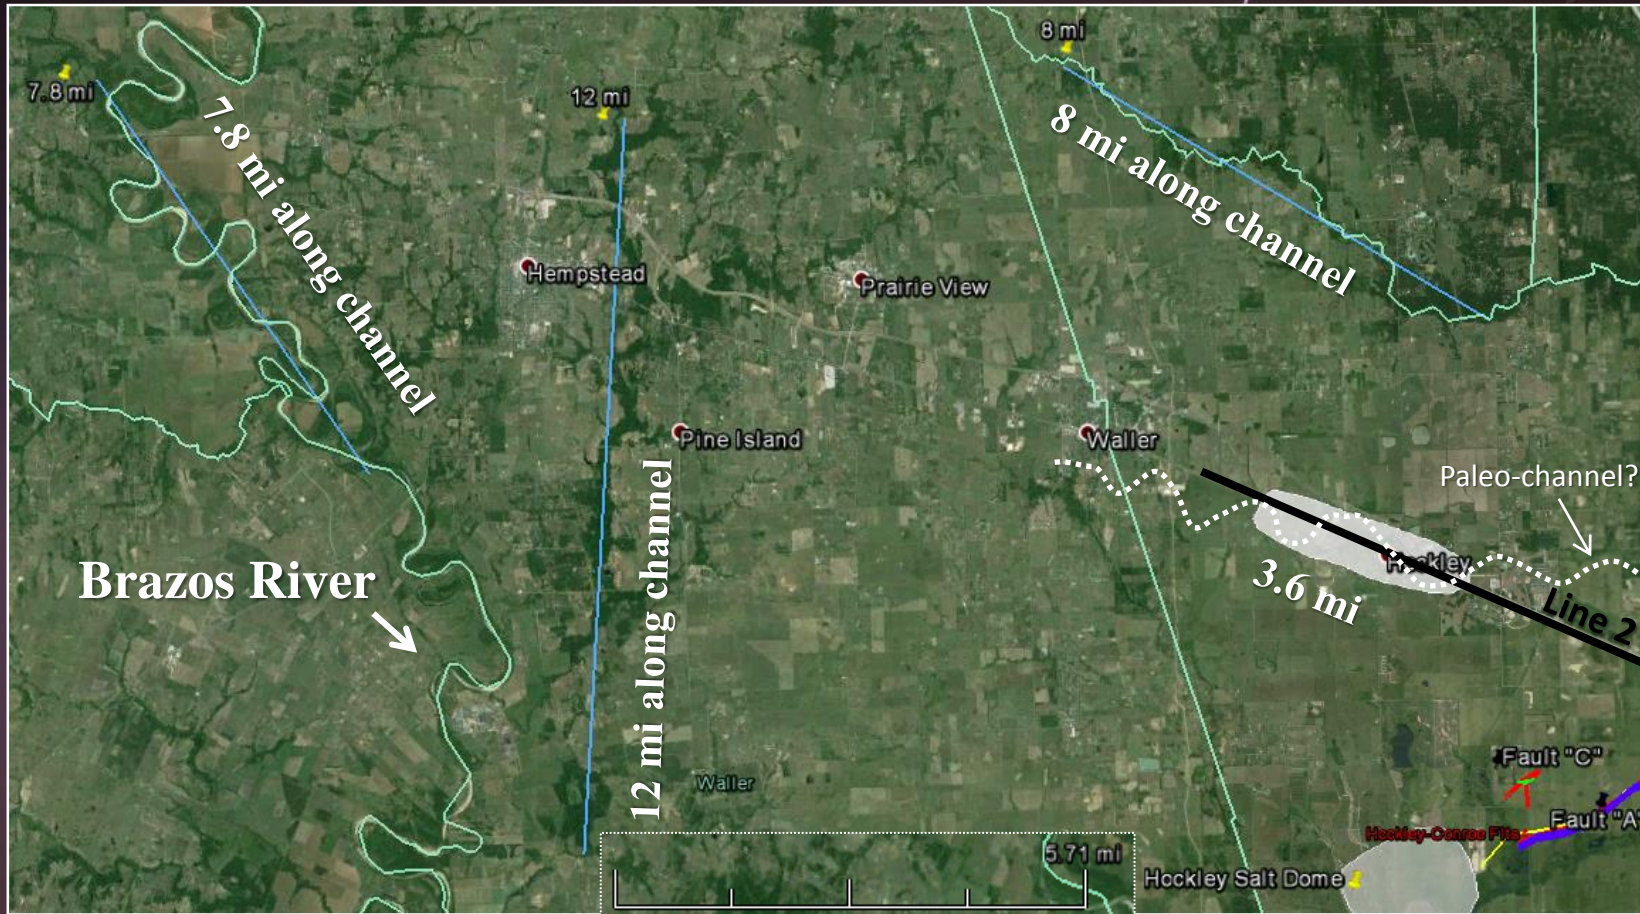 8 mi
7.8 mi
12 mi
7.8 mi along channel
8 mi along channel
Hempstead
Prairie View
Pine Island
Waller
Paleo-channel?
Hockley
3.6 mi
Line 2
Brazos River
12 mi along channel
Waller
Fault "C"
Fault "A"
Hockley-Conroe Flts
5.71 mi
Hockley Salt Dome